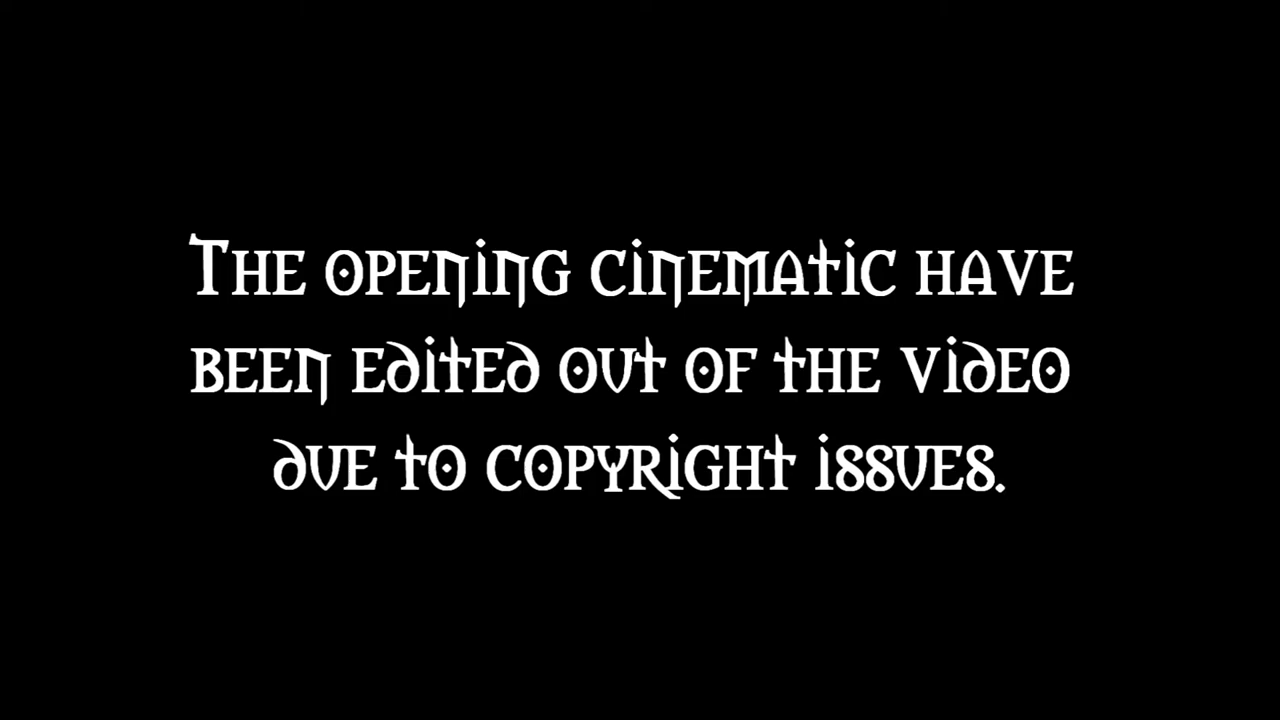 The opening cinematic have
been edited out of the video
due to copyright issues.